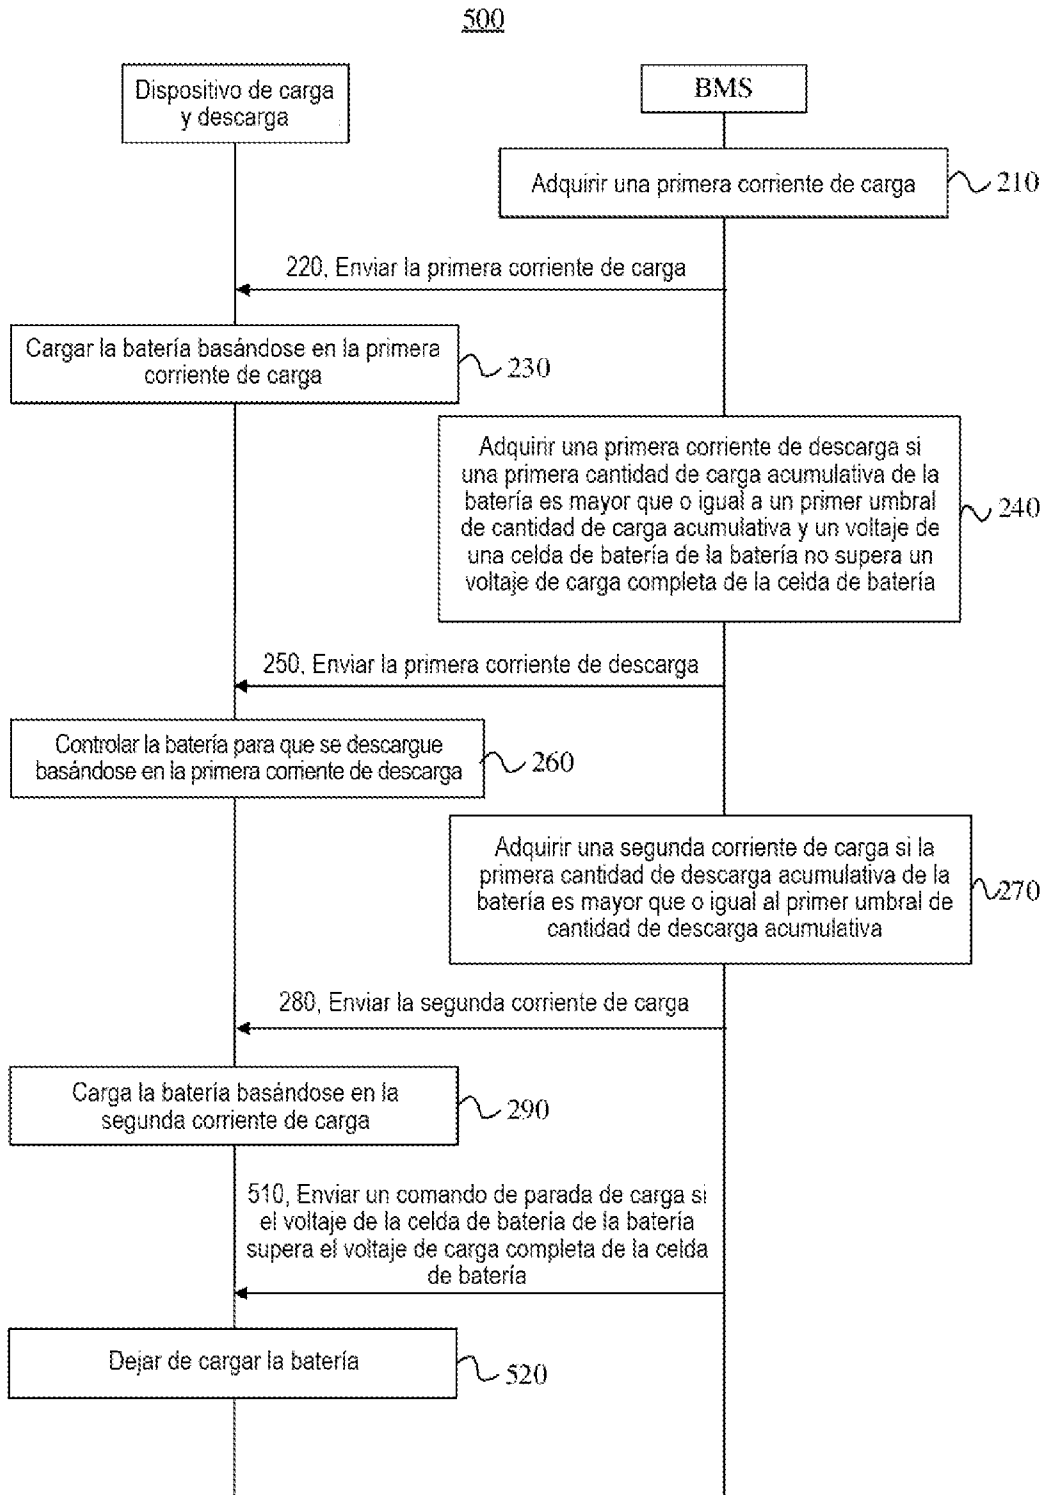 500
Dispositivo de carga
y descarga
BMS
Adquirir una primera corriente de carga
210
220, Enviar la primera corriente de carga
Cargar la batería basándose en la primera
corriente de carga
230
Adquirir una primera corriente de descarga si
una primera cantidad de carga acumulativa de la
batería es mayor que o igual a un primer umbral
de cantidad de carga acumulativa y un voltaje de
una celda de batería de la batería no supera un
voltaje de carga completa de la celda de batería
240
250, Enviar la primera corriente de descarga
Controlar la batería para que se descargue
basándose en la primera corriente de descarga
260
Adquirir una segunda corriente de carga si la
primera cantidad de descarga acumulativa de la
batería es mayor que o igual al primer umbral de
cantidad de descarga acumulativa
270
280, Enviar la segunda corriente de carga
Carga la batería basándose en la
segunda corriente de carga
290
510, Enviar un comando de parada de carga si
el voltaje de la celda de batería de la batería
supera el voltaje de carga completa de la celda
de batería
Dejar de cargar la batería
520